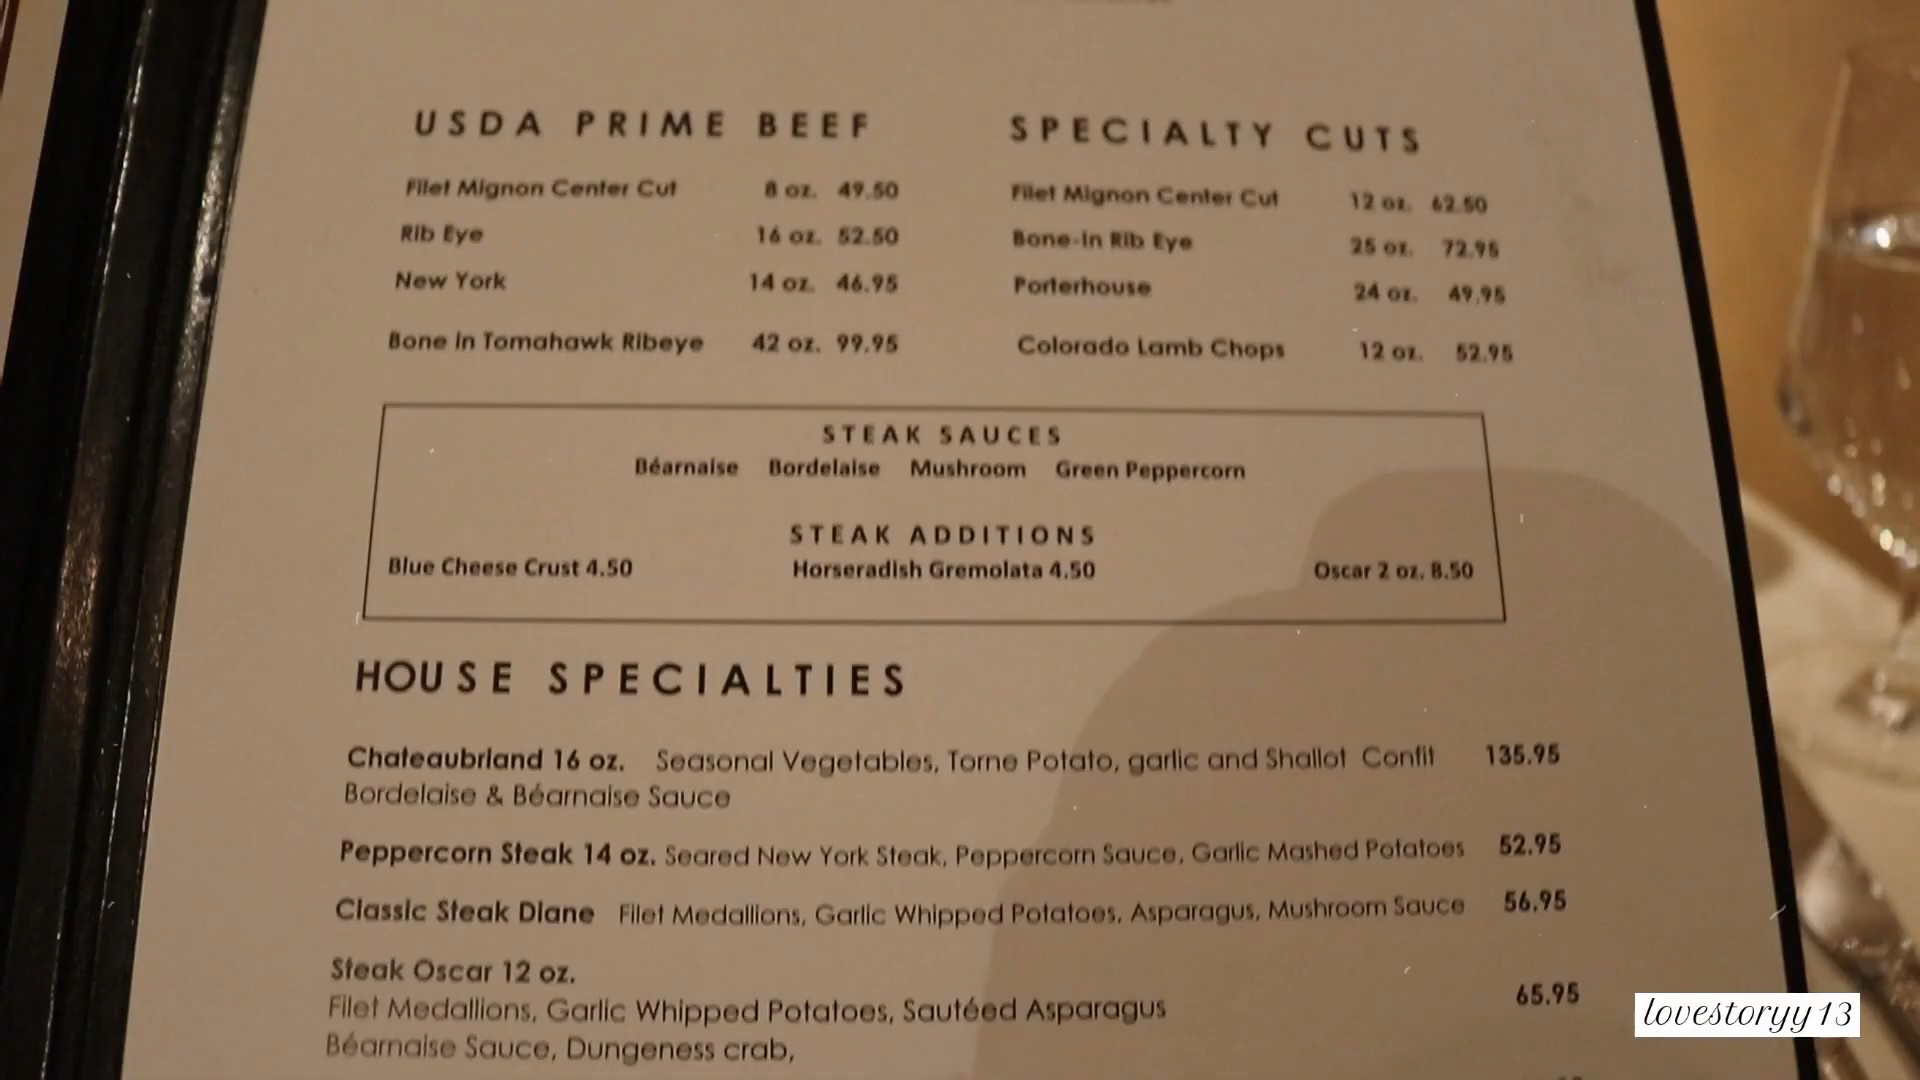 USDA PRIME BEEF
Filet Mignon Center Cut 8 oz. 49.50
Rib Eye 16 oz. 52.50
New York 14 oz. 46.95
Bone in Tomahawk Ribeye 42 oz. 99.95
SPECIALTY CUTS
Filet Mignon Center Cut 12 oz. 62.50
Bone-In Rib Eye 25 oz. 72.95
Porterhouse 24 oz. 49.95
Colorado Lamb Chops 12 oz. 52.95
STEAK SAUCES
Béarnaise Bordelaise Mushroom Green Peppercorn
STEAK ADDITIONS
Blue Cheese Crust 4.50 Horseradish Gremolata 4.50 Oscar 2 oz. 8.50
HOUSE SPECIALTIES
Chateaubriand 16 oz. Seasonal Vegetables, Torne Potato, garlic and Shallot Confit 135.95
Bordelaise & Béarnaise Sauce
Peppercorn Steak 14 oz. Seared New York Steak, Peppercorn Sauce, Garlic Mashed Potatoes 52.95
Classic Steak Diane Filet Medallions, Garlic Whipped Potatoes, Asparagus, Mushroom Sauce 56.95
Steak Oscar 12 oz.
Filet Medallions, Garlic Whipped Potatoes, Sautéed Asparagus 65.95
Béarnaise Sauce, Dungeness crab,
lovestoryy13